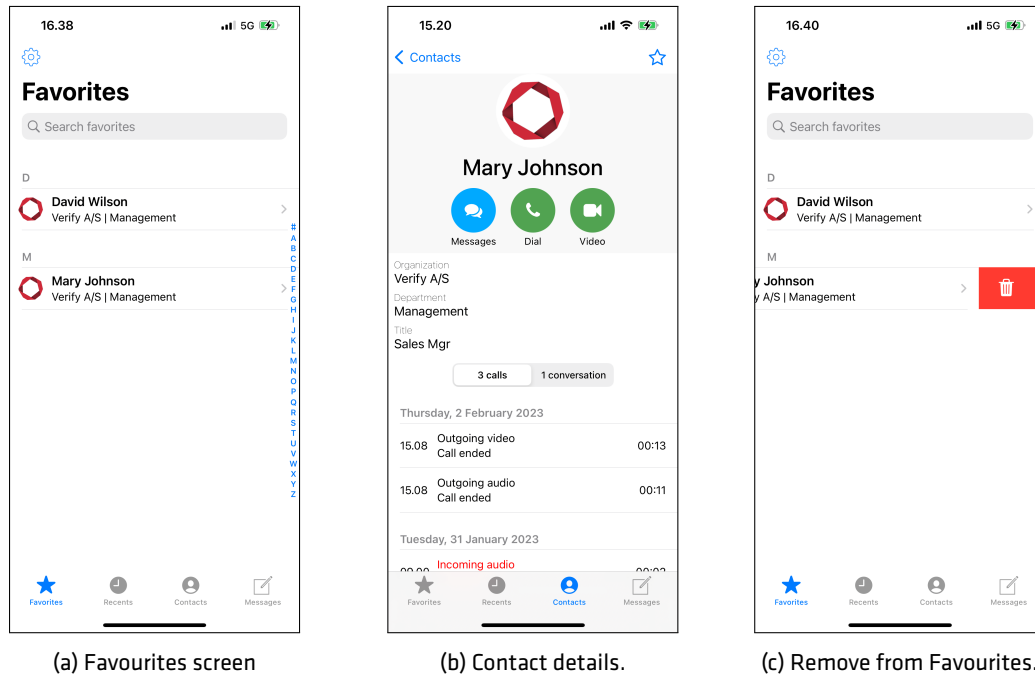 16.38
5G
Favorites
Search favorites
D
David Wilson
Verify A/S | Management
M
Mary Johnson
Verify A/S | Management
#
A
B
C
D
E
F
G
H
I
J
K
L
M
N
O
P
Q
R
S
T
U
V
W
X
Y
Z
Favorites Recents Contacts Messages
(a) Favourites screen
15.20
Contacts
Mary Johnson
Messages Dial Video
Organization
Verify A/S
Department
Management
Title
Sales Mgr
3 calls 1 conversation
Thursday, 2 February 2023
15.08 Outgoing video 00:13
Call ended
15.08 Outgoing audio 00:11
Call ended
Tuesday, 31 January 2023
Incoming audio
Favorites Recents Contacts Messages
(b) Contact details.
16.40
5G
Favorites
Search favorites
D
David Wilson
Verify A/S | Management
M
y Johnson
y A/S | Management
Favorites Recents Contacts Messages
(c) Remove from Favourites.